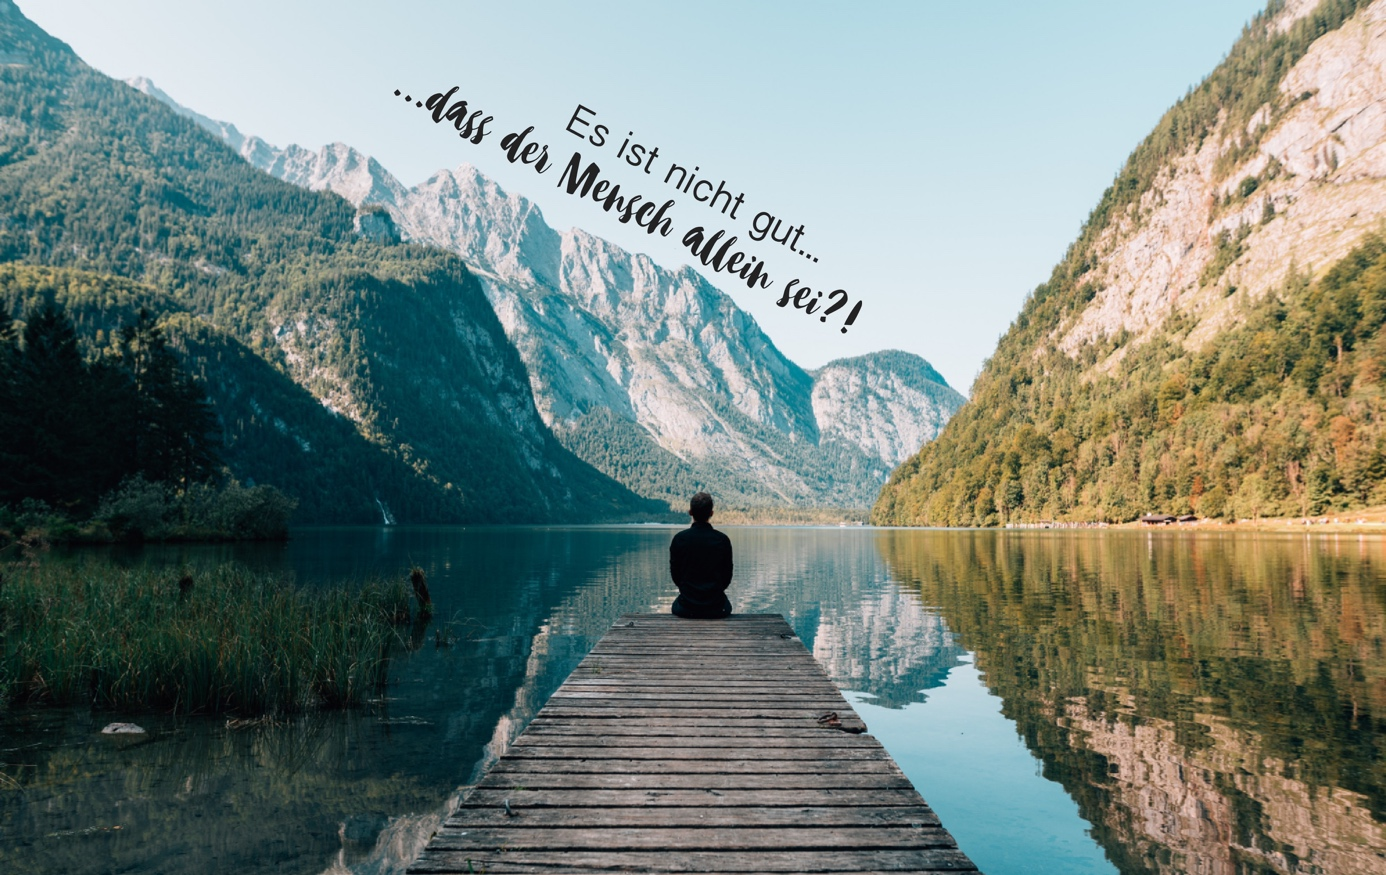 Es ist nicht gut...
...dass der Mensch allein sei?!